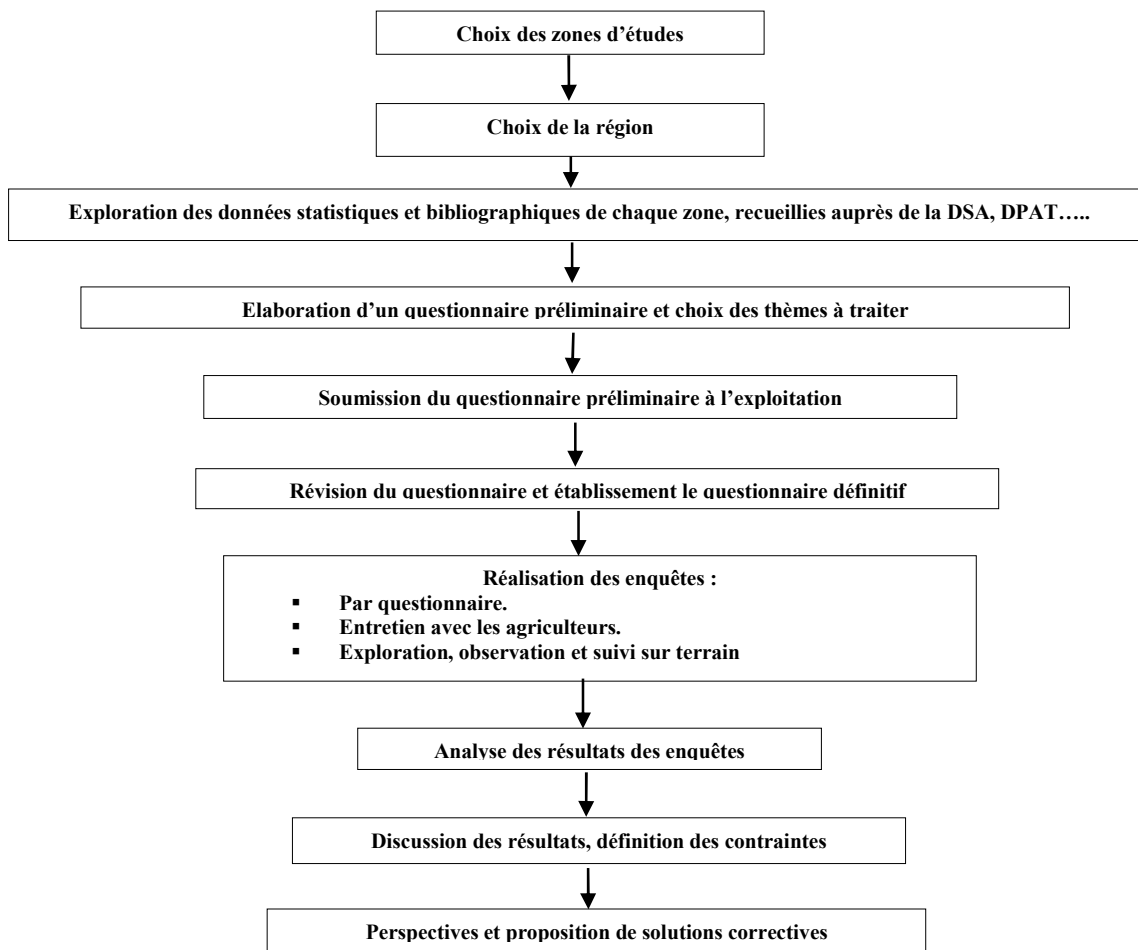 Choix des zones d’études
Choix de la région
Exploration des données statistiques et bibliographiques de chaque zone, recueillies auprès de la DSA, DPAT…..
Elaboration d’un questionnaire préliminaire et choix des thèmes à traiter
Soumission du questionnaire préliminaire à l’exploitation
Révision du questionnaire et établissement le questionnaire définitif
Réalisation des enquêtes :
▪ Par questionnaire.
▪ Entretien avec les agriculteurs.
▪ Exploration, observation et suivi sur terrain
Analyse des résultats des enquêtes
Discussion des résultats, définition des contraintes
Perspectives et proposition de solutions correctives